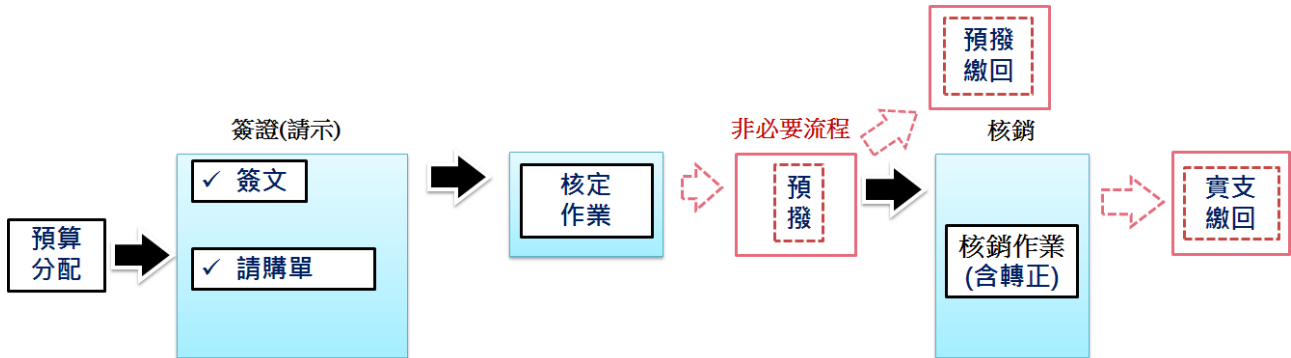 預算
分配
簽證(請示)
✓ 簽文
✓ 請購單
核定
作業
非必要流程
預
撥
預撥
繳回
核銷
核銷作業
(含轉正)
實支
繳回